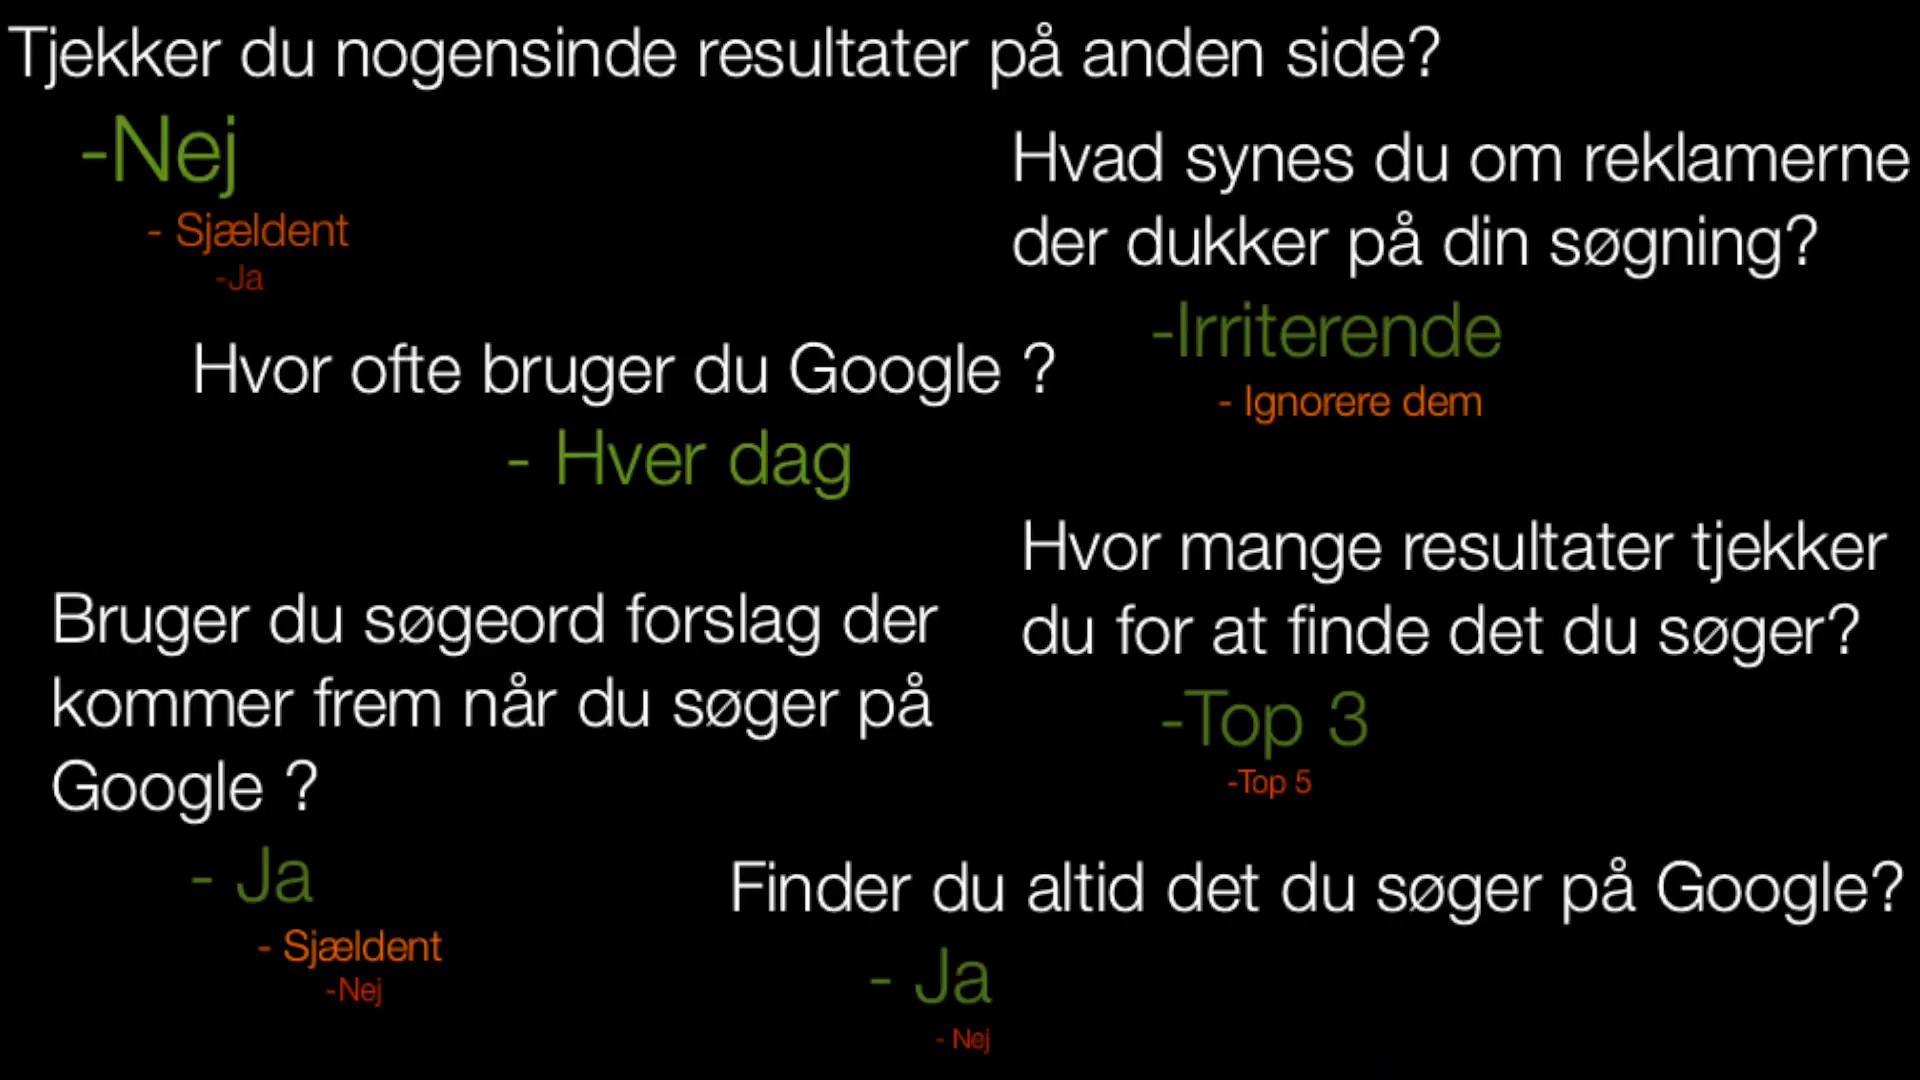 Tjekker du nogensinde resultater på anden side?
-Nej
- Sjældent
-Ja
Hvad synes du om reklamerne
der dukker på din søgning?
-Irriterende
- Ignorere dem
Hvor ofte bruger du Google ?
- Hver dag
Hvor mange resultater tjekker
du for at finde det du søger?
-Top 3
-Top 5
Bruger du søgeord forslag der
kommer frem når du søger på
Google ?
- Ja
- Sjældent
-Nej
Finder du altid det du søger på Google?
- Ja
- Nej